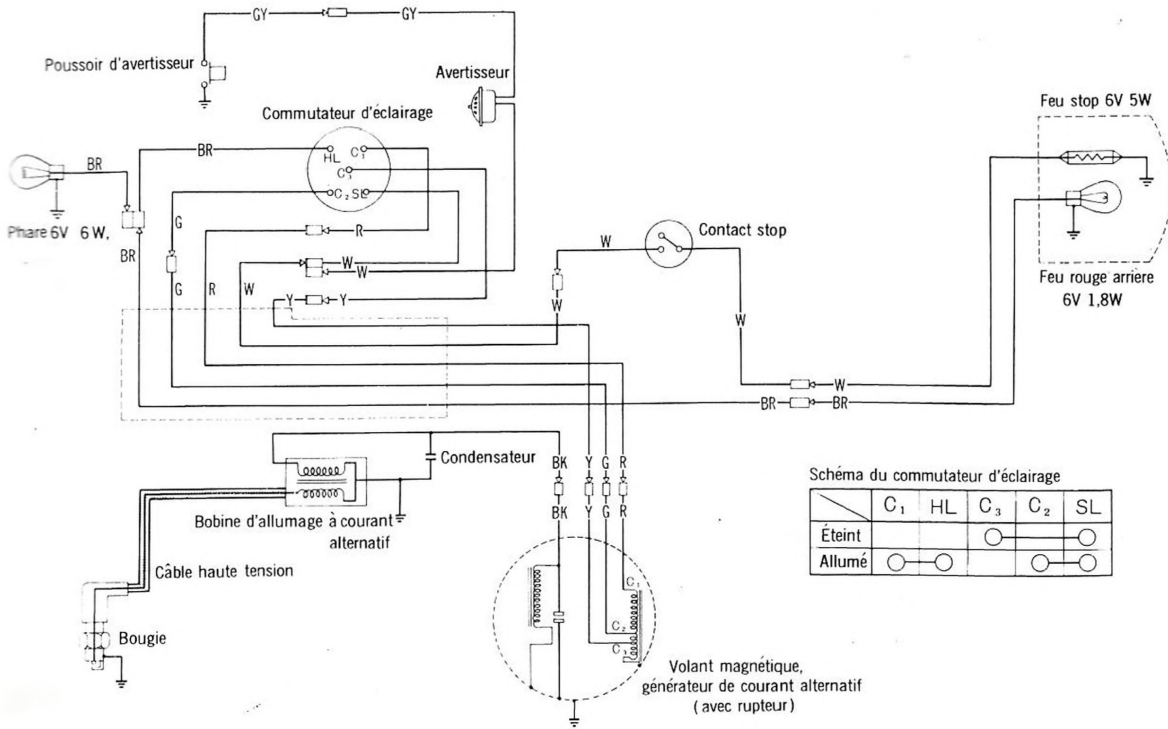 GY
GY
Poussoir d'avertisseur
Avertisseur
Commutateur d'éclairage
Feu stop 6V 5W
BR
HL C₁
BR
C₃
C₂ SL
G
R
Phare 6V 6W,
W
Contact stop
BR
W
W
Feu rouge arrière
6V 1,8W
G
R
W
Y
Y
W
W
W
BR
BR
Condensateur
BK
Y
G
R
Schéma du commutateur d'éclairage
C₁ HL C₃ C₂ SL
Éteint
Allumé
BK
Y
G
R
Bobine d'allumage à courant
alternatif
Câble haute tension
C₁
C₂
C₃
Bougie
Volant magnétique,
générateur de courant alternatif
(avec rupteur)